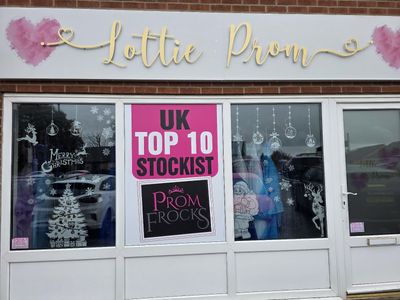 Lottie Prom
MERRY
CHRISTMAS
UK
TOP 10
STOCKIST
PROM
FROCKS